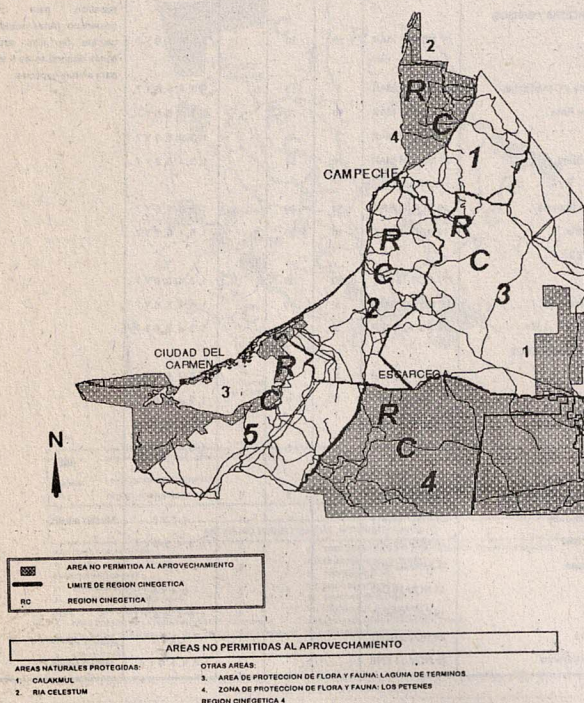 2
R
C
4
1
CAMPECHE
R
C
2
R
C
3
1
CIUDAD DEL
CARMEN
3
ESCARCEGA
R
C
5
R
C
4
N
AREA NO PERMITIDA AL APROVECHAMIENTO
LIMITE DE REGION CINEGETICA
RC REGION CINEGETICA
AREAS NO PERMITIDAS AL APROVECHAMIENTO
AREAS NATURALES PROTEGIDAS:
1. CALAKMUL
2. RIA CELESTUM
OTRAS AREAS:
3. AREA DE PROTECCION DE FLORA Y FAUNA: LAGUNA DE TERMINOS
4. ZONA DE PROTECCION DE FLORA Y FAUNA: LOS PETENES
REGION CINEGETICA 4